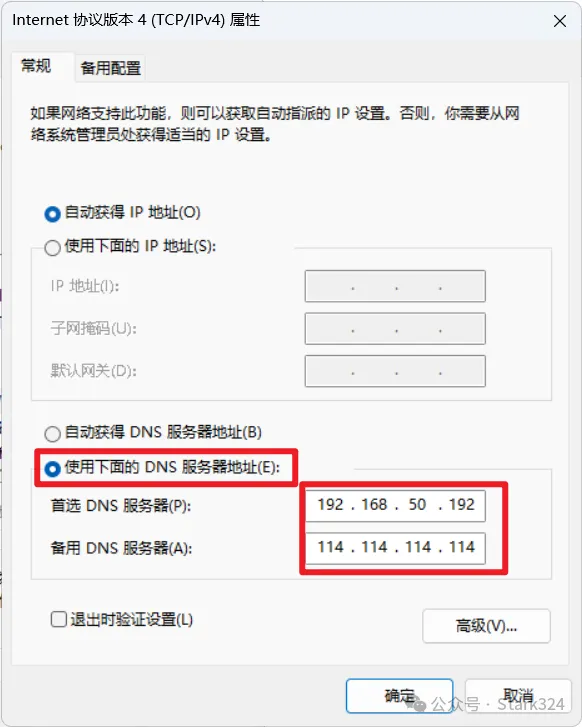 Internet 协议版本 4 (TCP/IPv4) 属性
常规
备用配置
如果网络支持此功能，则可以获取自动指派的 IP 设置。否则，你需要从网
络系统管理员处获得适当的 IP 设置。
自动获得 IP 地址(O)
使用下面的 IP 地址(S):
IP 地址(I):
子网掩码(U):
默认网关(D):
自动获得 DNS 服务器地址(B)
使用下面的 DNS 服务器地址(E):
首选 DNS 服务器(P):
192 . 168 . 50 . 192
备用 DNS 服务器(A):
114 . 114 . 114 . 114
退出时验证设置(L)
高级(V)...
确定
取消
公众号 · Stark324